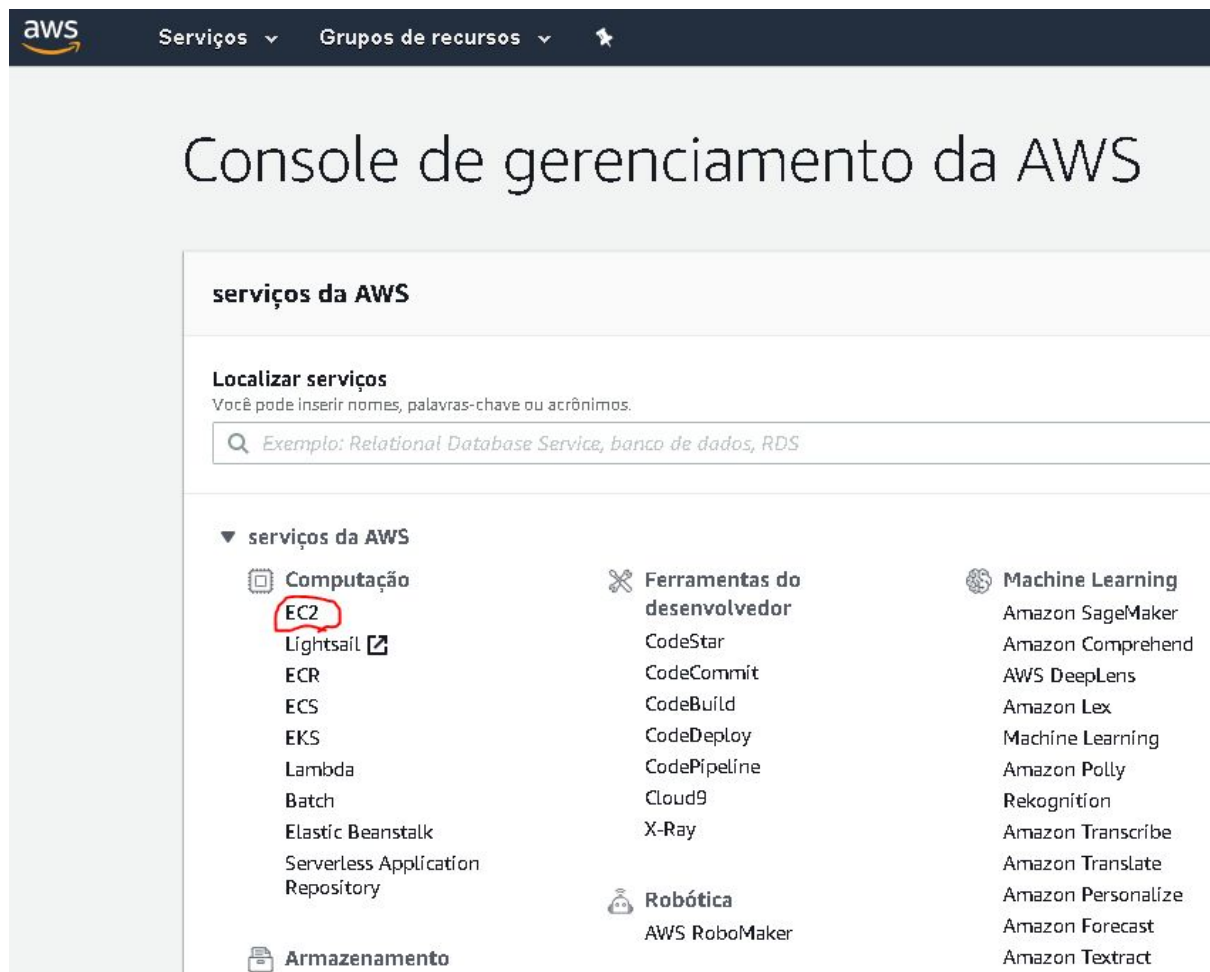 aws
Serviços
Grupos de recursos
Console de gerenciamento da AWS
serviços da AWS
Localizar serviços
Você pode inserir nomes, palavras-chave ou acrônimos.
Exemplo: Relational Database Service, banco de dados, RDS
serviços da AWS
Computação
EC2
Lightsail
ECR
ECS
EKS
Lambda
Batch
Elastic Beanstalk
Serverless Application
Repository
Armazenamento
Ferramentas do
desenvolvedor
CodeStar
CodeCommit
CodeBuild
CodeDeploy
CodePipeline
Cloud9
X-Ray
Robótica
AWS RoboMaker
Machine Learning
Amazon SageMaker
Amazon Comprehend
AWS DeepLens
Amazon Lex
Machine Learning
Amazon Polly
Rekognition
Amazon Transcribe
Amazon Translate
Amazon Personalize
Amazon Forecast
Amazon Textract